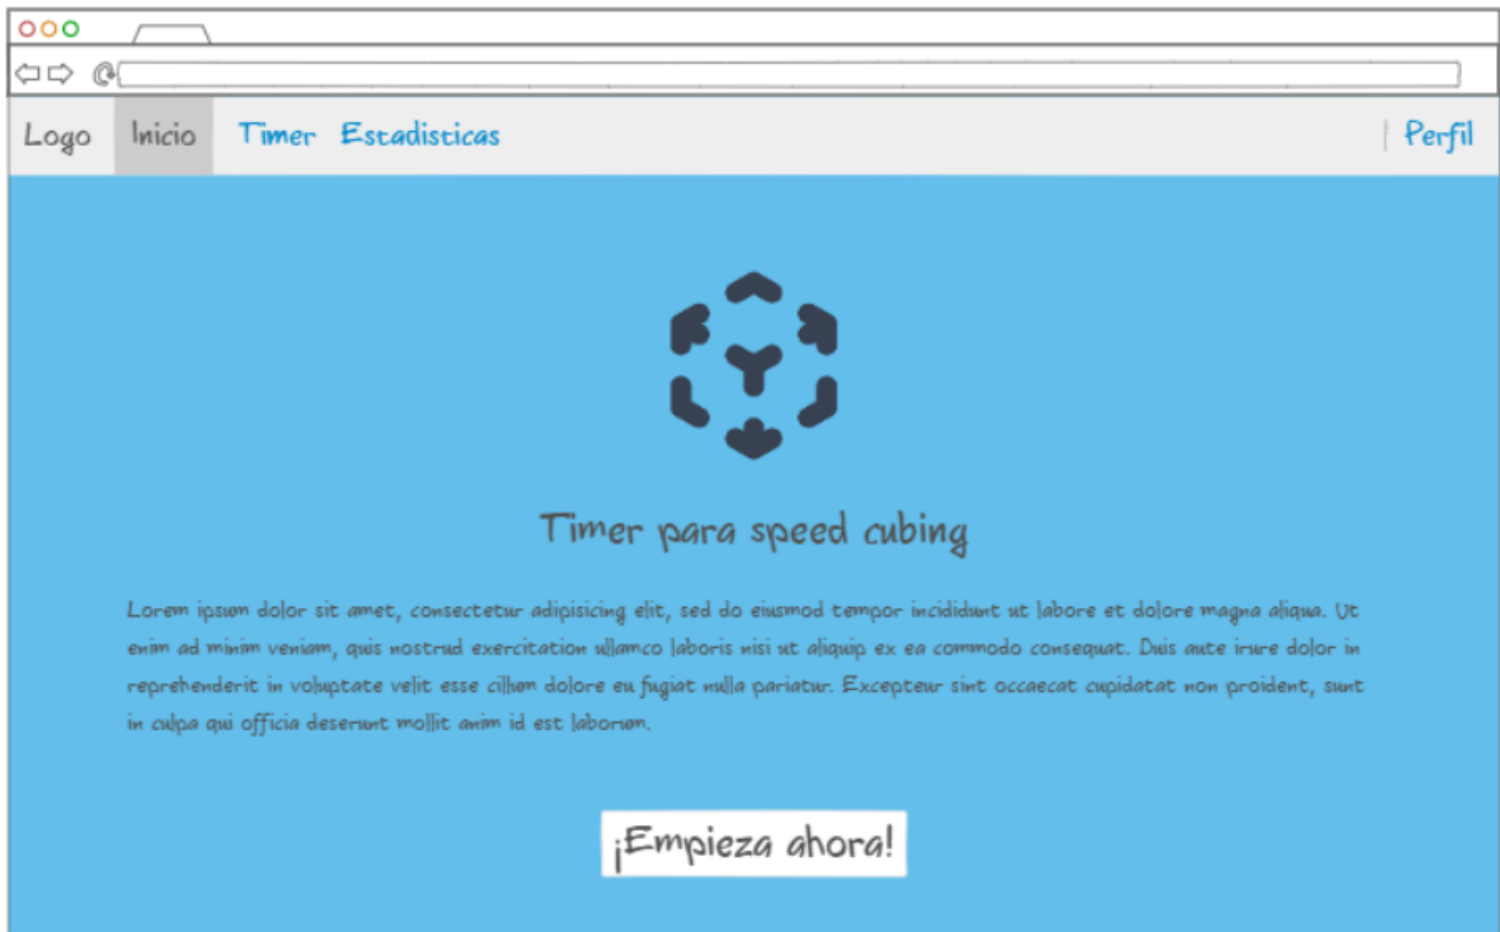 Logo Inicio Timer Estadisticas Perfil
Timer para speed cubing
Lorem ipsum dolor sit amet, consectetur adipisicing elit, sed do eiusmod tempor incididunt ut labore et dolore magna aliqua. Ut
enim ad minim veniam, quis nostrud exercitation ullamco laboris nisi ut aliquip ex ea commodo consequat. Duis aute irure dolor in
reprehenderit in voluptate velit esse cillum dolore eu fugiat nulla pariatur. Excepteur sint occaecat cupidatat non proident, sunt
in culpa qui officia deserunt mollit anim id est laborum.
¡Empieza ahora!